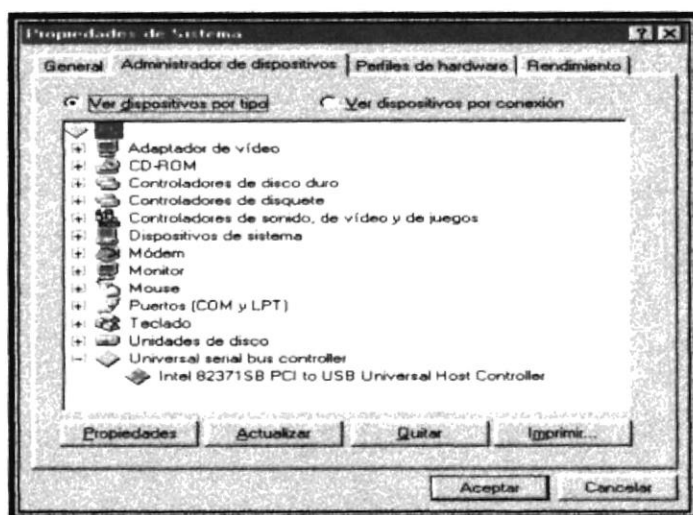 Propiedades de Sistema
General Administrador de dispositivos Perfiles de hardware Rendimiento
Ver dispositivos por tipo Ver dispositivos por conexión
Adaptador de vídeo
CD-ROM
Controladores de disco duro
Controladores de disquete
Controladores de sonido, de vídeo y de juegos
Dispositivos de sistema
Módem
Monitor
Mouse
Puertos (COM y LPT)
Teclado
Unidades de disco
Universal serial bus controller
Intel 82371SB PCI to USB Universal Host Controller
Propiedades Actualizar Quitar Imprimir...
Aceptar Cancelar